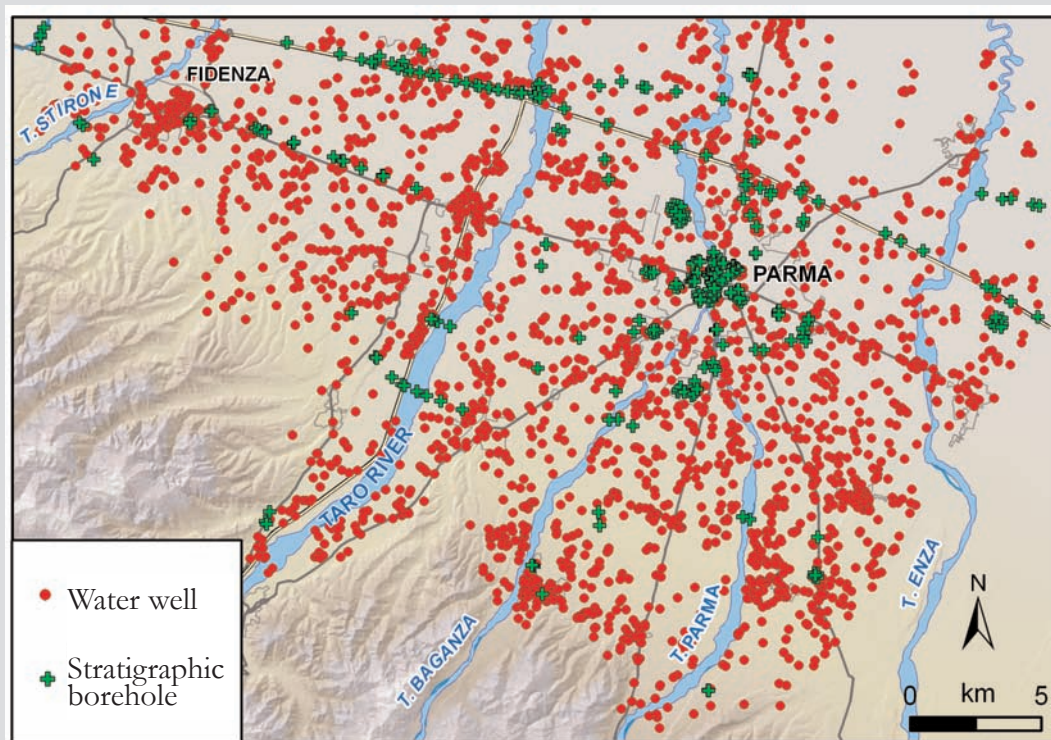 FIDENZA
T. STIRONE
PARMA
TARO RIVER
T. BAGANZA
T. PARMA
T. ENZA
Water well
Stratigraphic
borehole
N
0 km 5